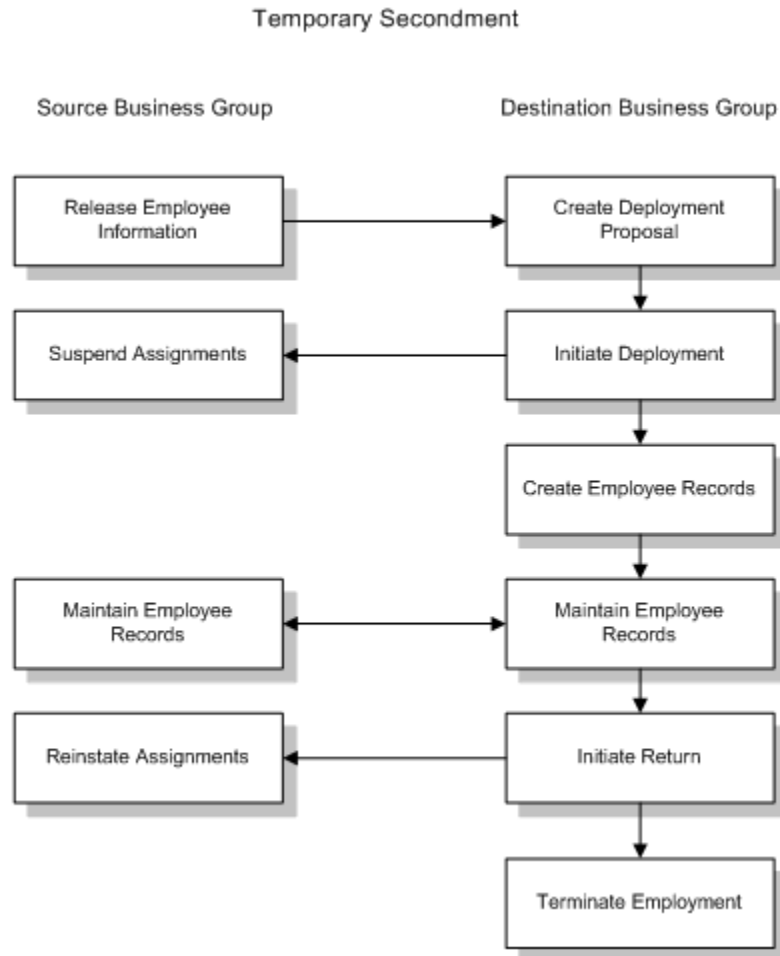 Temporary Secondment
Source Business Group
Destination Business Group
Release Employee
Information
Create Deployment
Proposal
Suspend Assignments
Initiate Deployment
Create Employee Records
Maintain Employee
Records
Maintain Employee
Records
Reinstate Assignments
Initiate Return
Terminate Employment